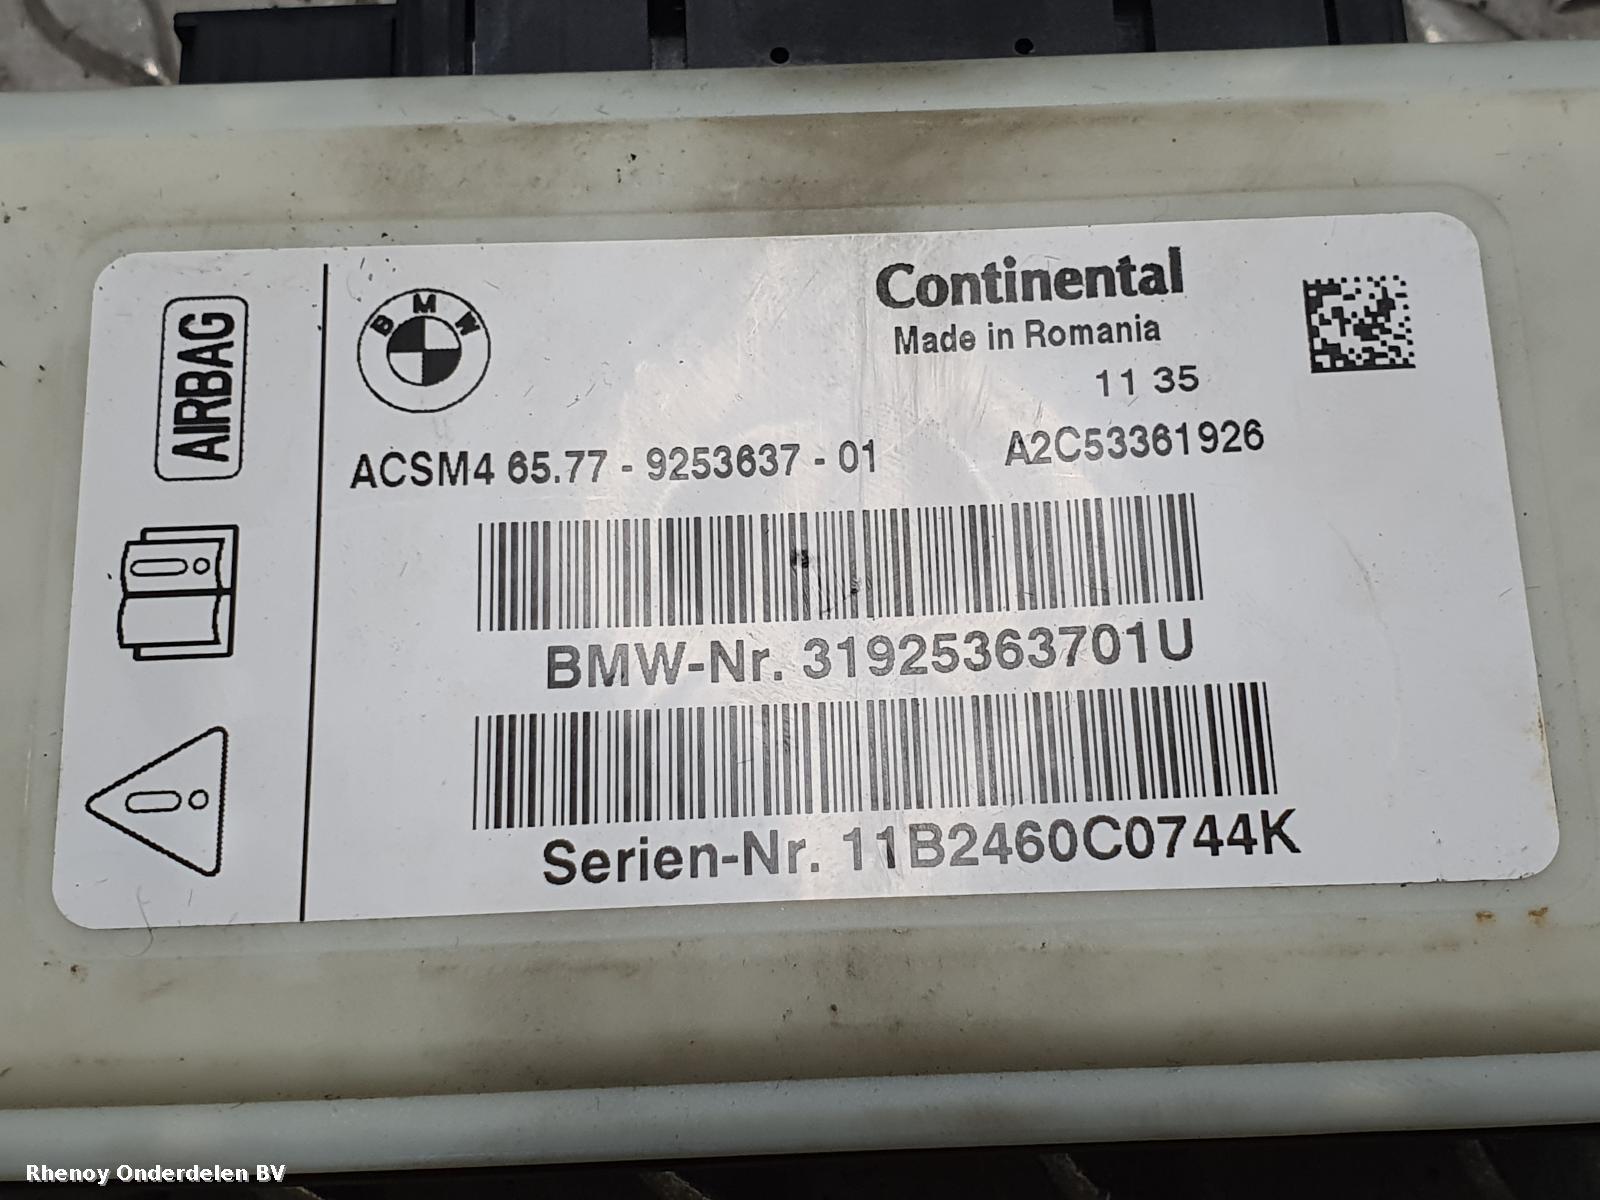 AIRBAG
BMW
Continental
Made in Romania
11 35
ACSM4 65.77 - 9253637 - 01 A2C53361926
BMW-Nr. 31925363701U
Serien-Nr. 11B2460C0744K
Rhenoy Onderdelen BV